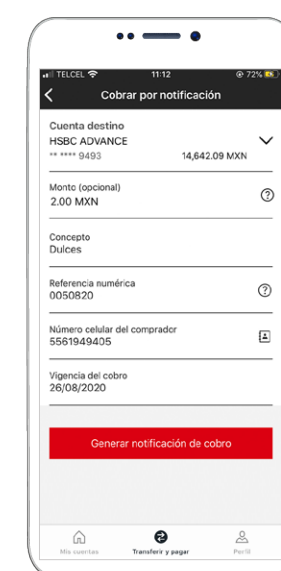 TELCEL 11:12 72%
Cobrar por notificación
Cuenta destino
HSBC ADVANCE
** **** 9493 14,642.09 MXN
Monto (opcional)
2.00 MXN
Concepto
Dulces
Referencia numérica
0050820
Número celular del comprador
5561949405
Vigencia del cobro
26/08/2020
Generar notificación de cobro
Mis cuentas Transferir y pagar Perfil